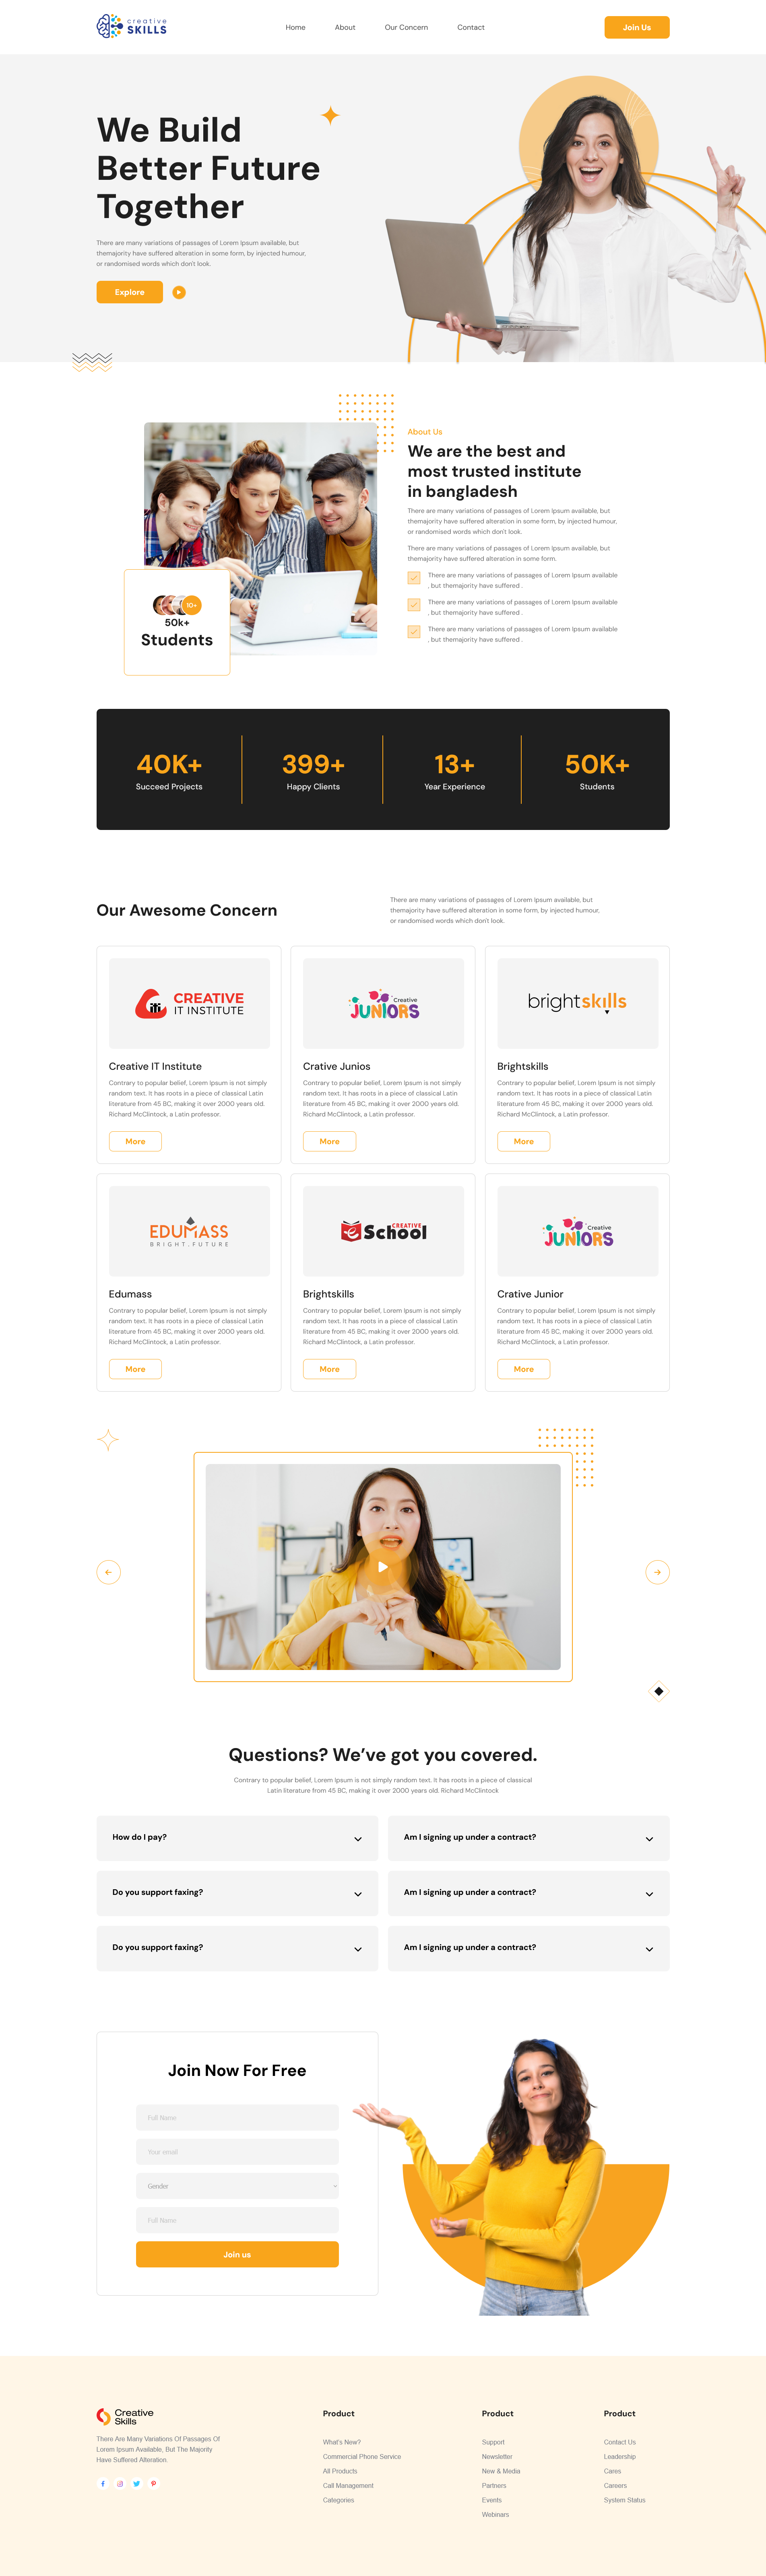 creative
SKILLS
Home
About
Our Concern
Contact
Join Us
We Build
Better Future
Together
There are many variations of passages of Lorem Ipsum available, but
themajority have suffered alteration in some form, by injected humour,
or randomised words which don't look.
Explore
About Us
We are the best and
most trusted institute
in bangladesh
There are many variations of passages of Lorem Ipsum available, but
themajority have suffered alteration in some form, by injected humour,
or randomised words which don't look.
There are many variations of passages of Lorem Ipsum available, but
themajority have suffered alteration in some form.
There are many variations of passages of Lorem Ipsum available
, but themajority have suffered .
There are many variations of passages of Lorem Ipsum available
, but themajority have suffered .
There are many variations of passages of Lorem Ipsum available
, but themajority have suffered .
10+
50k+
Students
40K+
Succeed Projects
399+
Happy Clients
13+
Year Experience
50K+
Students
Our Awesome Concern
There are many variations of passages of Lorem Ipsum available, but
themajority have suffered alteration in some form, by injected humour,
or randomised words which don't look.
CREATIVE
IT INSTITUTE
Creative IT Institute
Contrary to popular belief, Lorem Ipsum is not simply
random text. It has roots in a piece of classical Latin
literature from 45 BC, making it over 2000 years old.
Richard McClintock, a Latin professor.
More
Creative
JUNIORS
Crative Junios
Contrary to popular belief, Lorem Ipsum is not simply
random text. It has roots in a piece of classical Latin
literature from 45 BC, making it over 2000 years old.
Richard McClintock, a Latin professor.
More
brightskills
Brightskills
Contrary to popular belief, Lorem Ipsum is not simply
random text. It has roots in a piece of classical Latin
literature from 45 BC, making it over 2000 years old.
Richard McClintock, a Latin professor.
More
EDUMASS
BRIGHT.FUTURE
Edumass
Contrary to popular belief, Lorem Ipsum is not simply
random text. It has roots in a piece of classical Latin
literature from 45 BC, making it over 2000 years old.
Richard McClintock, a Latin professor.
More
CREATIVE
e School
Brightskills
Contrary to popular belief, Lorem Ipsum is not simply
random text. It has roots in a piece of classical Latin
literature from 45 BC, making it over 2000 years old.
Richard McClintock, a Latin professor.
More
Creative
JUNIORS
Crative Junior
Contrary to popular belief, Lorem Ipsum is not simply
random text. It has roots in a piece of classical Latin
literature from 45 BC, making it over 2000 years old.
Richard McClintock, a Latin professor.
More
Questions? We've got you covered.
Contrary to popular belief, Lorem Ipsum is not simply random text. It has roots in a piece of classical
Latin literature from 45 BC, making it over 2000 years old. Richard McClintock
How do I pay?
Am I signing up under a contract?
Do you support faxing?
Am I signing up under a contract?
Do you support faxing?
Am I signing up under a contract?
Join Now For Free
Full Name
Your email
Gender
Full Name
Join us
Creative
Skills
There Are Many Variations Of Passages Of
Lorem Ipsum Available, But The Majority
Have Suffered Alteration.
Product
What's New?
Commercial Phone Service
All Products
Call Management
Categories
Product
Support
Newsletter
New & Media
Partners
Events
Webinars
Product
Contact Us
Leadership
Cares
Careers
System Status